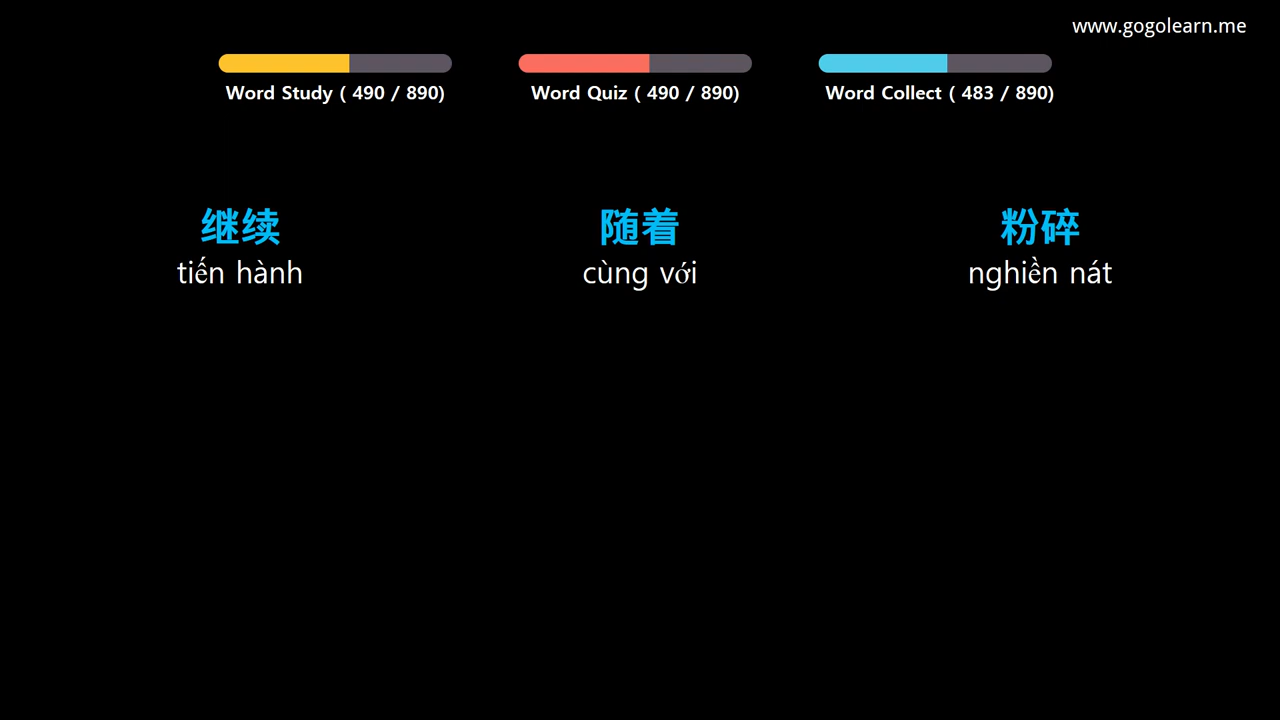 www.gogolearn.me
Word Study ( 490 / 890)
Word Quiz ( 490 / 890)
Word Collect ( 483 / 890)
继续
tiến hành
随着
cùng với
粉碎
nghiền nát